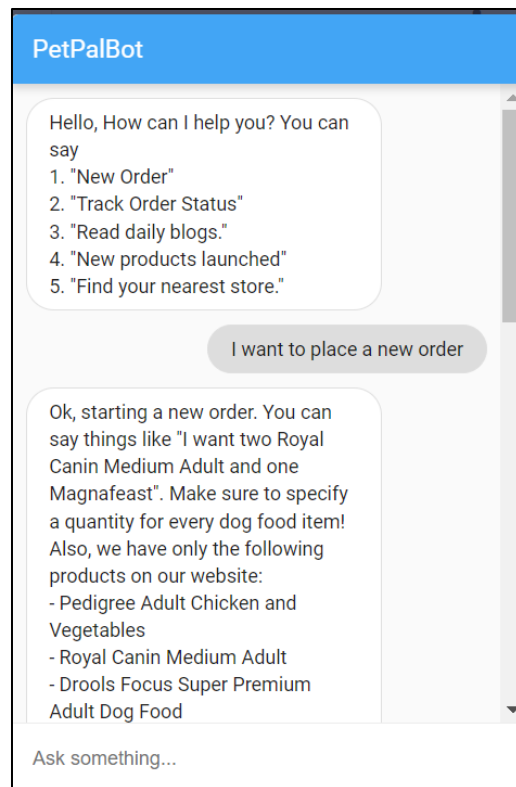 PetPalBot
Hello, How can I help you? You can
say
1. "New Order"
2. "Track Order Status"
3. "Read daily blogs."
4. "New products launched"
5. "Find your nearest store."
I want to place a new order
Ok, starting a new order. You can
say things like "I want two Royal
Canin Medium Adult and one
Magnafeast". Make sure to specify
a quantity for every dog food item!
Also, we have only the following
products on our website:
- Pedigree Adult Chicken and
Vegetables
- Royal Canin Medium Adult
- Drools Focus Super Premium
Adult Dog Food
Ask something...